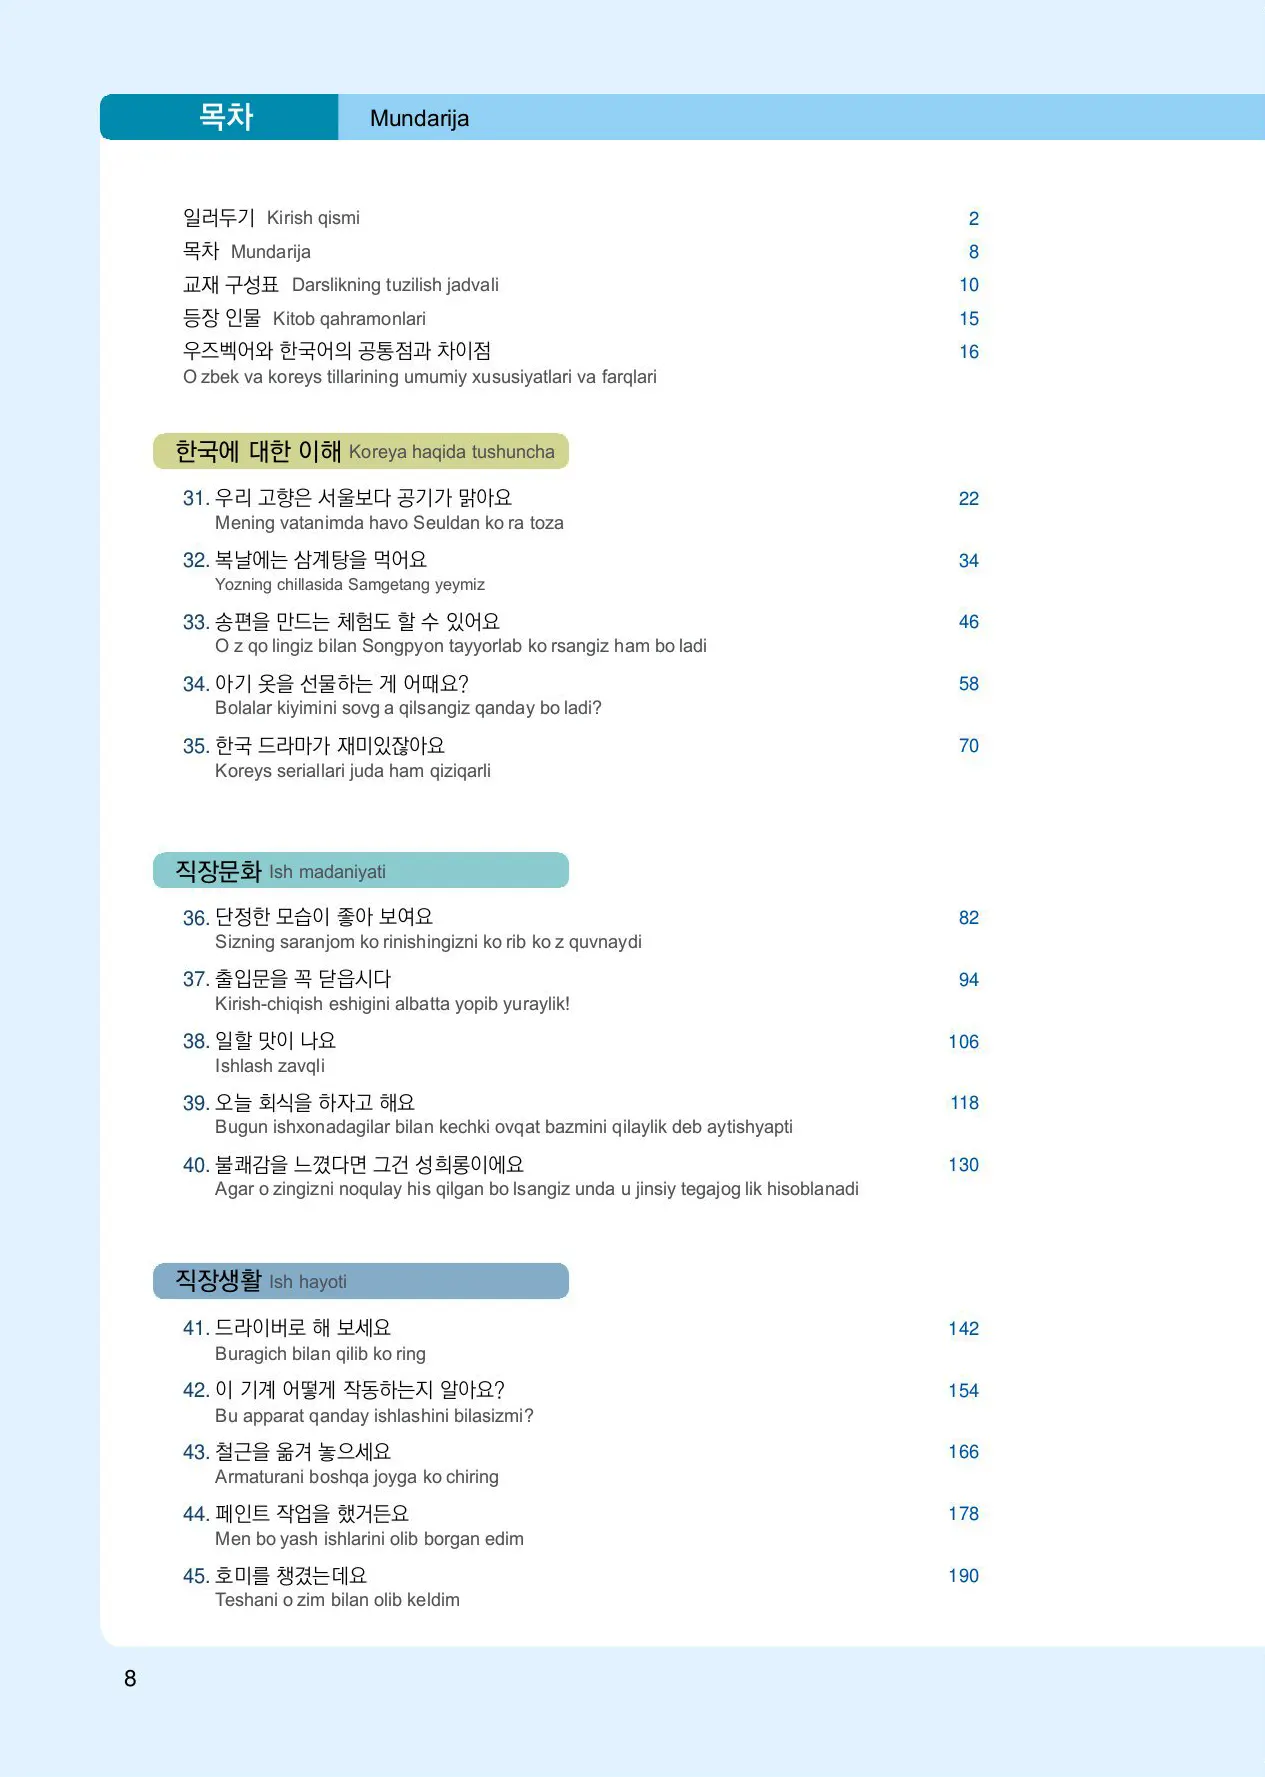 목차 Mundarija
일러두기 Kirish qismi 2
목차 Mundarija 8
교재 구성표 Darslikning tuzilish jadvali 10
등장 인물 Kitob qahramonlari 15
우즈벡어와 한국어의 공통점과 차이점 16
O zbek va koreys tillarining umumiy xususiyatlari va farqlari
한국에 대한 이해 Koreya haqida tushuncha
31. 우리 고향은 서울보다 공기가 맑아요 22
Mening vatanimda havo Seuldan ko ra toza
32. 복날에는 삼계탕을 먹어요 34
Yozning chillasida Samgetang yeymiz
33. 송편을 만드는 체험도 할 수 있어요 46
O z qo lingiz bilan Songpyon tayyorlab ko rsangiz ham bo ladi
34. 아기 옷을 선물하는 게 어때요? 58
Bolalar kiyimini sovg a qilsangiz qanday bo ladi?
35. 한국 드라마가 재미있잖아요 70
Koreys seriallari juda ham qiziqarli
직장문화 Ish madaniyati
36. 단정한 모습이 좋아 보여요 82
Sizning saranjom ko rinishingizni ko rib ko z quvnaydi
37. 출입문을 꼭 닫읍시다 94
Kirish-chiqish eshigini albatta yopib yuraylik!
38. 일할 맛이 나요 106
Ishlash zavqli
39. 오늘 회식을 하자고 해요 118
Bugun ishxonadagilar bilan kechki ovqat bazmini qilaylik deb aytishyapti
40. 불쾌감을 느꼈다면 그건 성희롱이에요 130
Agar o zingizni noqulay his qilgan bo lsangiz unda u jinsiy tegajog lik hisoblanadi
직장생활 Ish hayoti
41. 드라이버로 해 보세요 142
Buragich bilan qilib ko ring
42. 이 기계 어떻게 작동하는지 알아요? 154
Bu apparat qanday ishlashini bilasizmi?
43. 철근을 옮겨 놓으세요 166
Armaturani boshqa joyga ko chiring
44. 페인트 작업을 했거든요 178
Men bo yash ishlarini olib borgan edim
45. 호미를 챙겼는데요 190
Teshani o zim bilan olib keldim
8